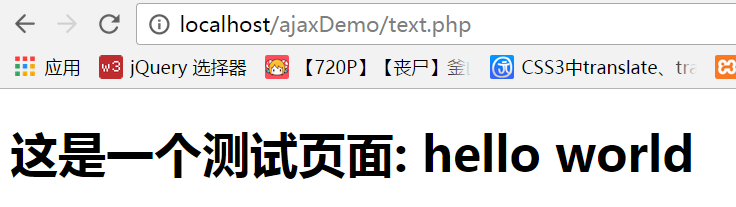 localhost/ajaxDemo/text.php
应用 w3 jQuery 选择器 【720P】【丧尸】釜 CSS3中translate、tra
这是一个测试页面: hello world